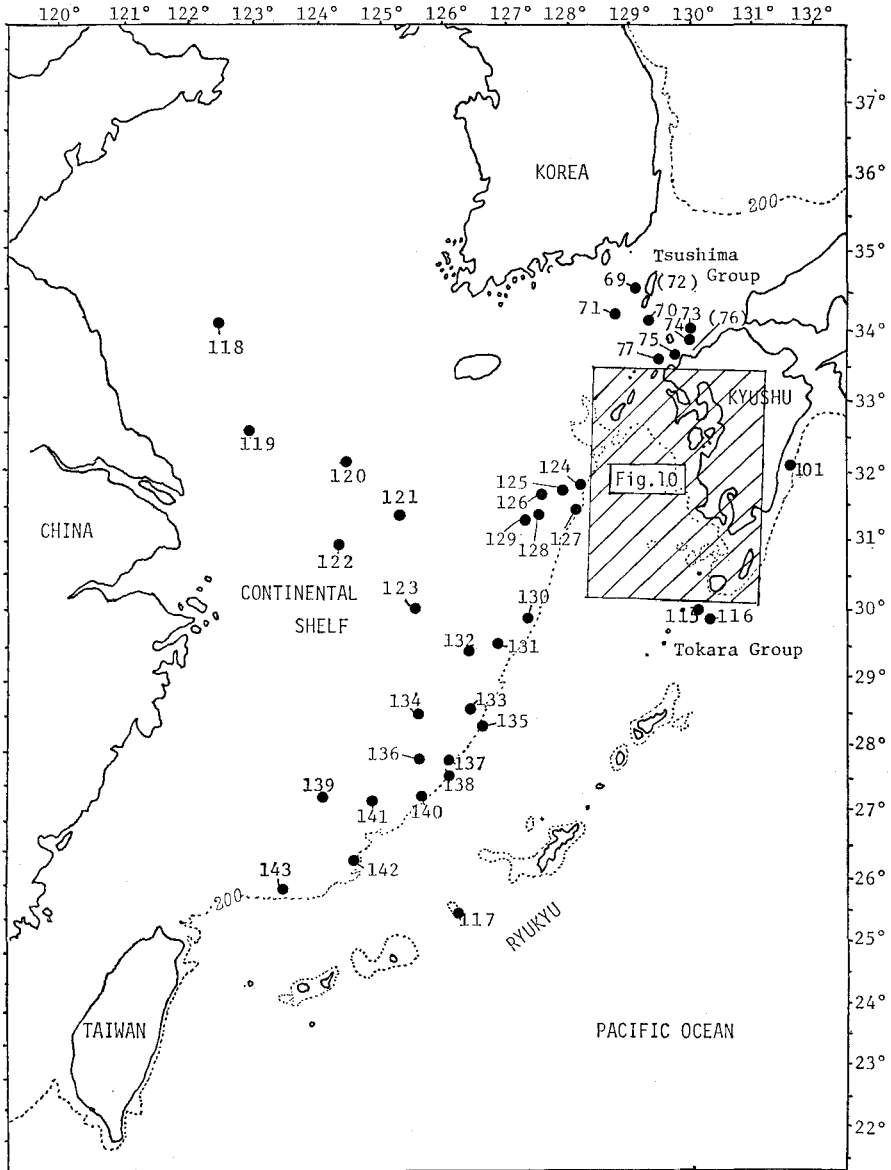 120° 121° 122° 123° 124° 125° 126° 127° 128° 129° 130° 131° 132°
37°
36°
KOREA
200
35°
Tsushima
Group
69 (72)
71 70 73 (76)
74
34°
118
75
77
33°
KYUSHU
119
120
32°
124
101
125
126
Fig.10
121
129 128 127
31°
CHINA
122
CONTINENTAL
123
SHELF
130
30°
115 116
132 131
Tokara Group
29°
134 133
135
28°
136 137
139
138
141 140
27°
142
143
26°
200
117
RYUKYU
25°
24°
TAIWAN
PACIFIC OCEAN
23°
22°